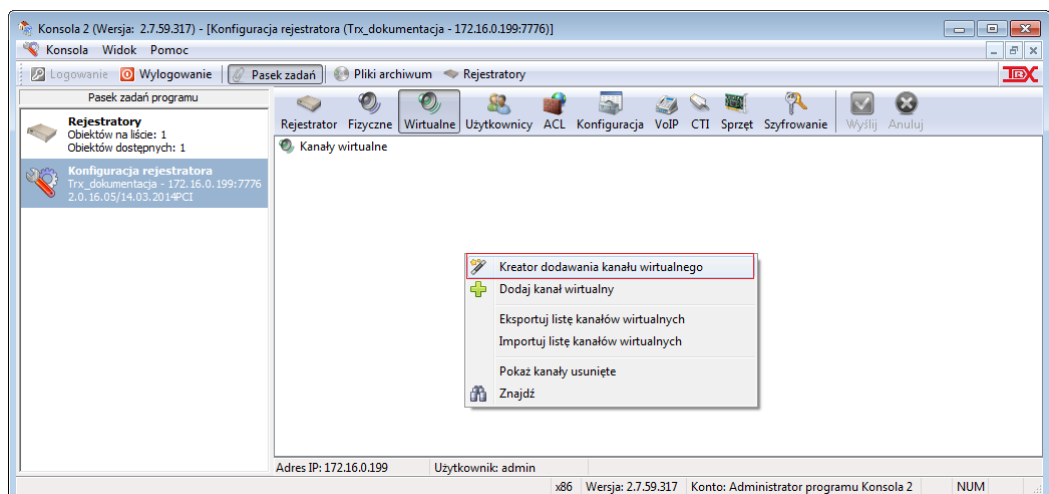 Konsola 2 (Wersja: 2.7.59.317) - [Konfiguracja rejestratora (Trx_dokumentacja - 172.16.0.199:7776)]
Konsola Widok Pomoc
Logowanie Wylogowanie Pasek zadań Pliki archiwum Rejestratory
TRX
Pasek zadań programu
Rejestratory
Obiektów na liście: 1
Obiektów dostępnych: 1
Konfiguracja rejestratora
Trx_dokumentacja - 172.16.0.199:7776
2.0.16.05/14.03.2014PCI
Rejestrator Fizyczne Wirtualne Użytkownicy ACL Konfiguracja VoIP CTI Sprzęt Szyfrowanie Wyślij Anuluj
Kanały wirtualne
Kreator dodawania kanału wirtualnego
Dodaj kanał wirtualny
Eksportuj listę kanałów wirtualnych
Importuj listę kanałów wirtualnych
Pokaż kanały usunięte
Znajdź
Adres IP: 172.16.0.199 Użytkownik: admin
x86 Wersja: 2.7.59.317 Konto: Administrator programu Konsola 2 NUM